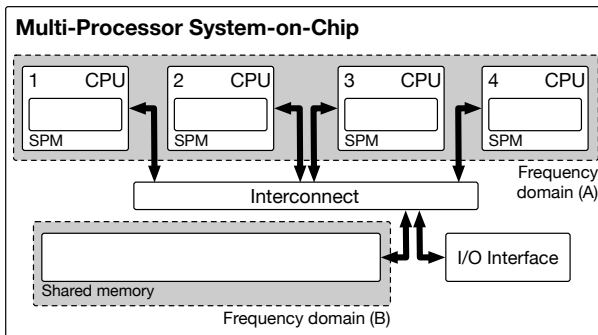 Multi-Processor System-on-Chip
1 CPU
2 CPU
3 CPU
4 CPU
SPM
SPM
SPM
SPM
Frequency
domain (A)
Interconnect
I/O Interface
Shared memory
Frequency domain (B)